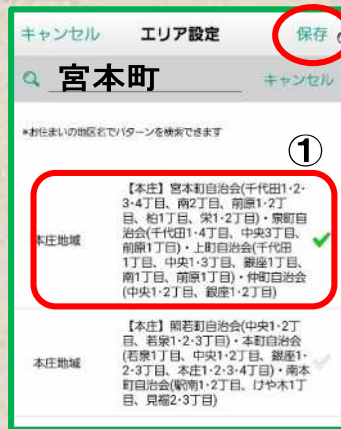 キャンセル エリア設定 保存
宮本町 キャンセル
*お住まいの地区名でパターンを検索できます
①
【本庄】宮本町自治会(千代田1・2・
3・4丁目、南2丁目、前原1・2丁
目、柏1丁目、栄1・2丁目)・泉町自
治会(千代田1・4丁目、中央3丁目、
前原1丁目)・上町自治会(千代田
1丁目、中央1・3丁目、銀座1丁目、
南1丁目、前原1丁目)・仲町自治会
(中央1・2丁目、銀座1・2丁目)
本庄地域
【本庄】照若町自治会(中央1・2丁
目、若泉1・2・3丁目)・本町自治会
(若泉1丁目、中央1・2丁目、銀座1・
2・3丁目、本庄1・2・3・4丁目)・南本
町自治会(駅南1・2丁目、けや木1丁
目、見福2・3丁目)
本庄地域